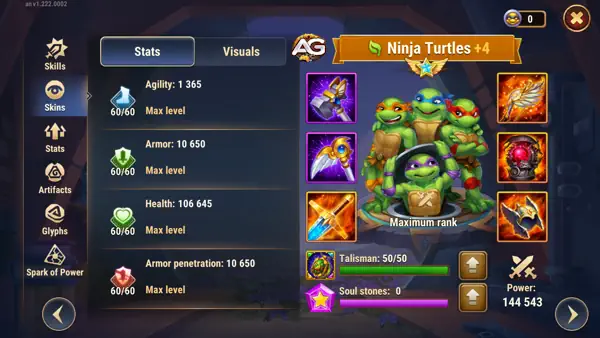 an v1.222.0002
0
Stats
Visuals
AG
Ninja Turtles +4
Skills
Skins
Stats
Artifacts
Glyphs
Spark of Power
Agility: 1 365
60/60
Max level
Armor: 10 650
60/60
Max level
Health: 106 645
60/60
Max level
Armor penetration: 10 650
60/60
Max level
Maximum rank
Talisman: 50/50
Soul stones: 0
Power:
144 543